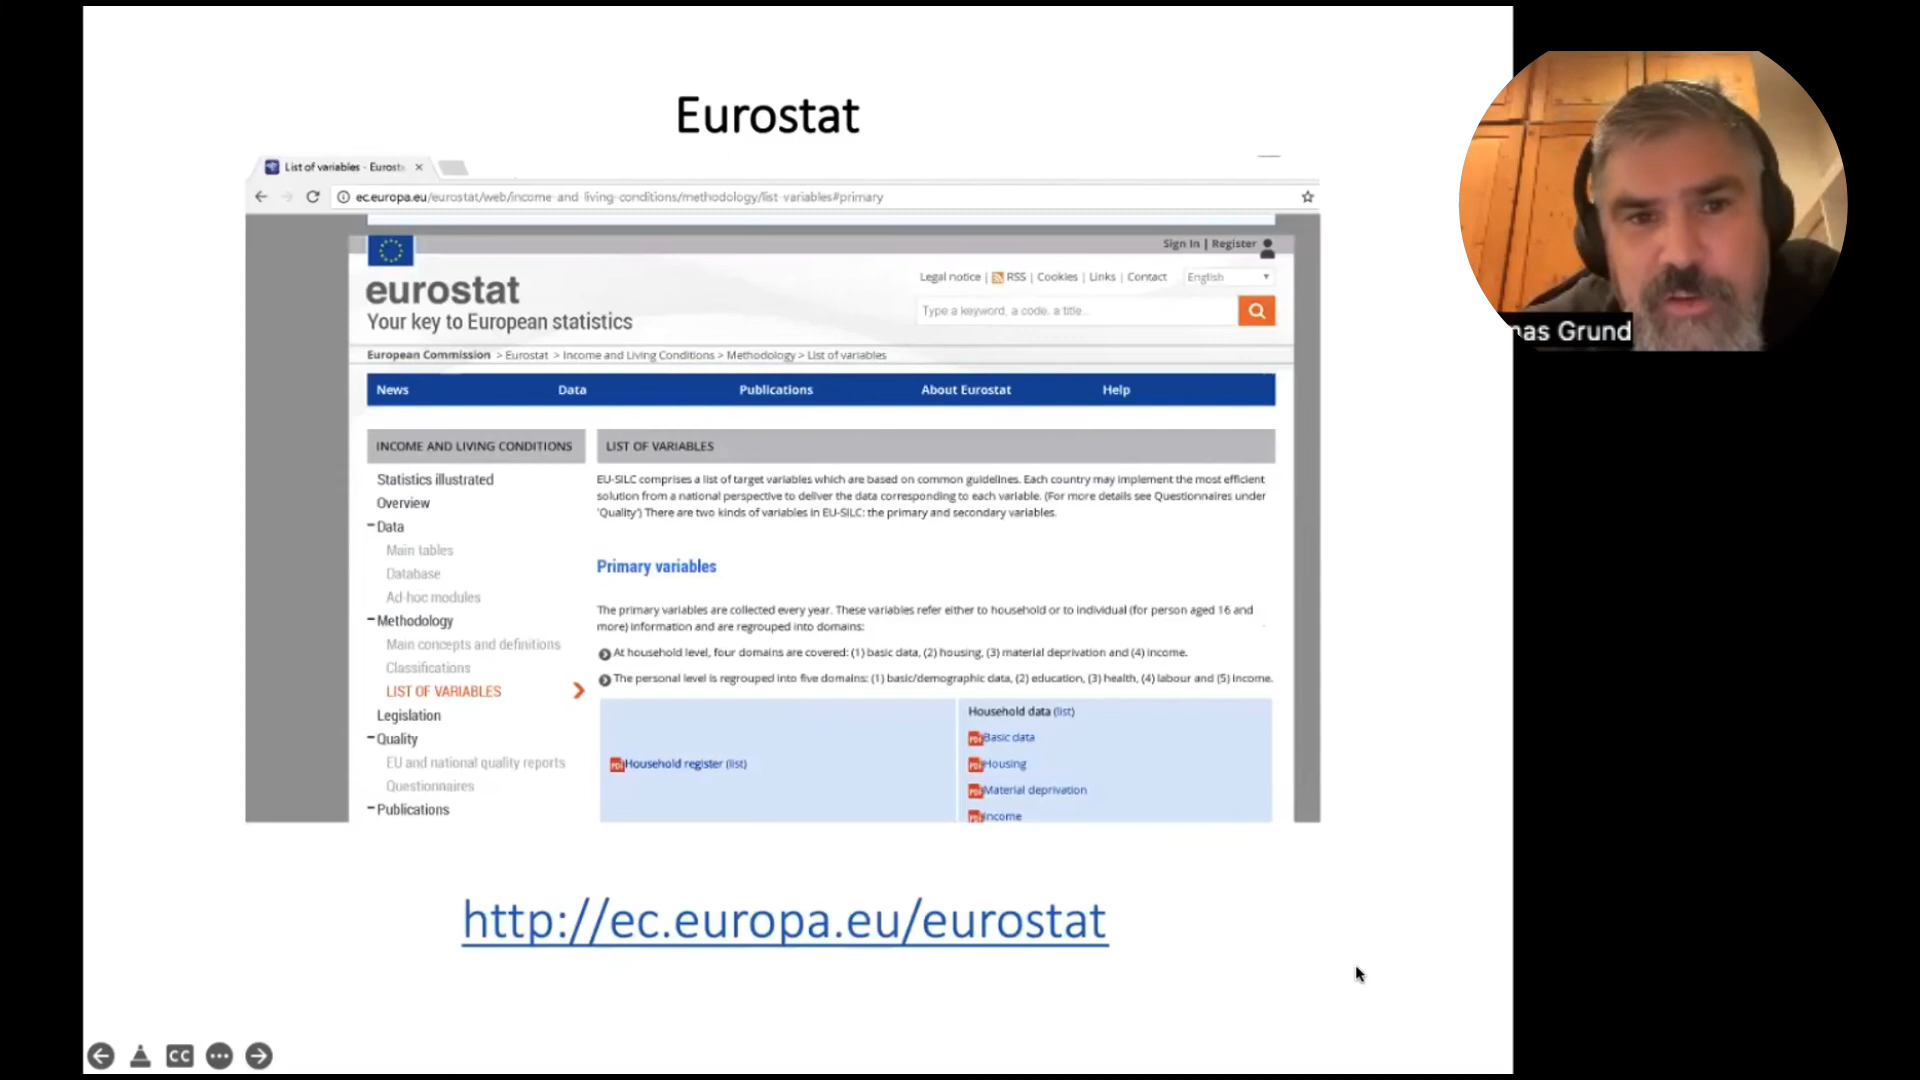 Eurostat
List of variables - Eurosta
ec.europa.eu/eurostat/web/income-and-living-conditions/methodology/list-variables#primary
Sign In | Register
Legal notice | RSS | Cookies | Links | Contact
English
eurostat
Your key to European statistics
Type a keyword, a code, a title...
European Commission > Eurostat > Income and Living Conditions > Methodology > List of variables
News Data Publications About Eurostat Help
INCOME AND LIVING CONDITIONS
Statistics illustrated
Overview
Data
Main tables
Database
Ad-hoc modules
Methodology
Main concepts and definitions
Classifications
LIST OF VARIABLES
Legislation
Quality
EU and national quality reports
Questionnaires
Publications
LIST OF VARIABLES
EU-SILC comprises a list of target variables which are based on common guidelines. Each country may implement the most efficient
solution from a national perspective to deliver the data corresponding to each variable. (For more details see Questionnaires under
'Quality') There are two kinds of variables in EU-SILC: the primary and secondary variables.
Primary variables
The primary variables are collected every year. These variables refer either to household or to individual (for person aged 16 and
more) information and are regrouped into domains:
At household level, four domains are covered: (1) basic data, (2) housing, (3) material deprivation and (4) income.
The personal level is regrouped into five domains: (1) basic/demographic data, (2) education, (3) health, (4) labour and (5) income.
Household register (list)
Household data (list)
Basic data
Housing
Material deprivation
Income
http://ec.europa.eu/eurostat
mas Grund
CC